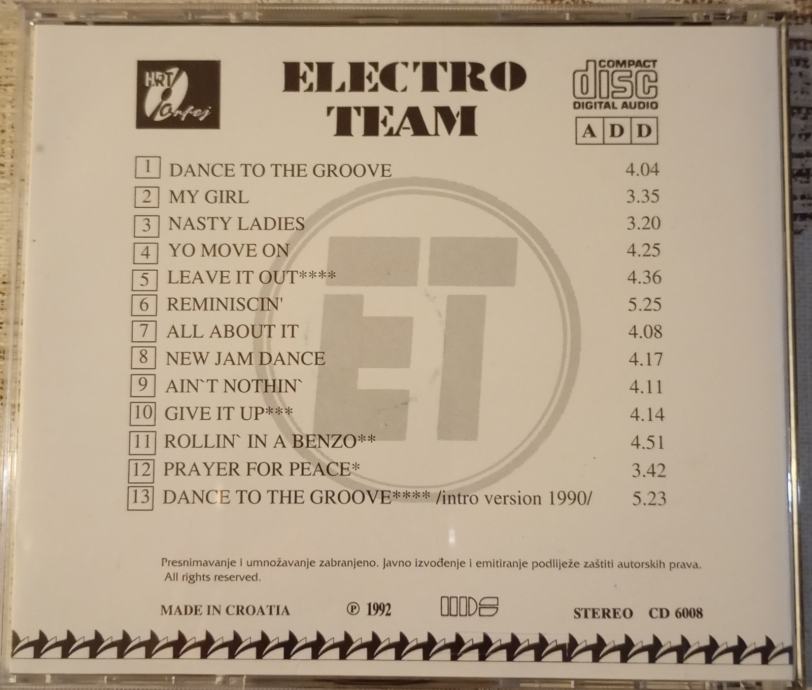 HRT
Orfej
ELECTRO
TEAM
COMPACT
disc
DIGITAL AUDIO
A D D
1 DANCE TO THE GROOVE 4.04
2 MY GIRL 3.35
3 NASTY LADIES 3.20
4 YO MOVE ON 4.25
5 LEAVE IT OUT**** 4.36
6 REMINISCIN' 5.25
7 ALL ABOUT IT 4.08
8 NEW JAM DANCE 4.17
9 AIN`T NOTHIN` 4.11
10 GIVE IT UP*** 4.14
11 ROLLIN` IN A BENZO** 4.51
12 PRAYER FOR PEACE* 3.42
13 DANCE TO THE GROOVE**** /intro version 1990/ 5.23
ET
Presnimavanje i umnožavanje zabranjeno. Javno izvođenje i emitiranje podliježe zaštiti autorskih prava.
All rights reserved.
MADE IN CROATIA ℗ 1992 STEREO CD 6008